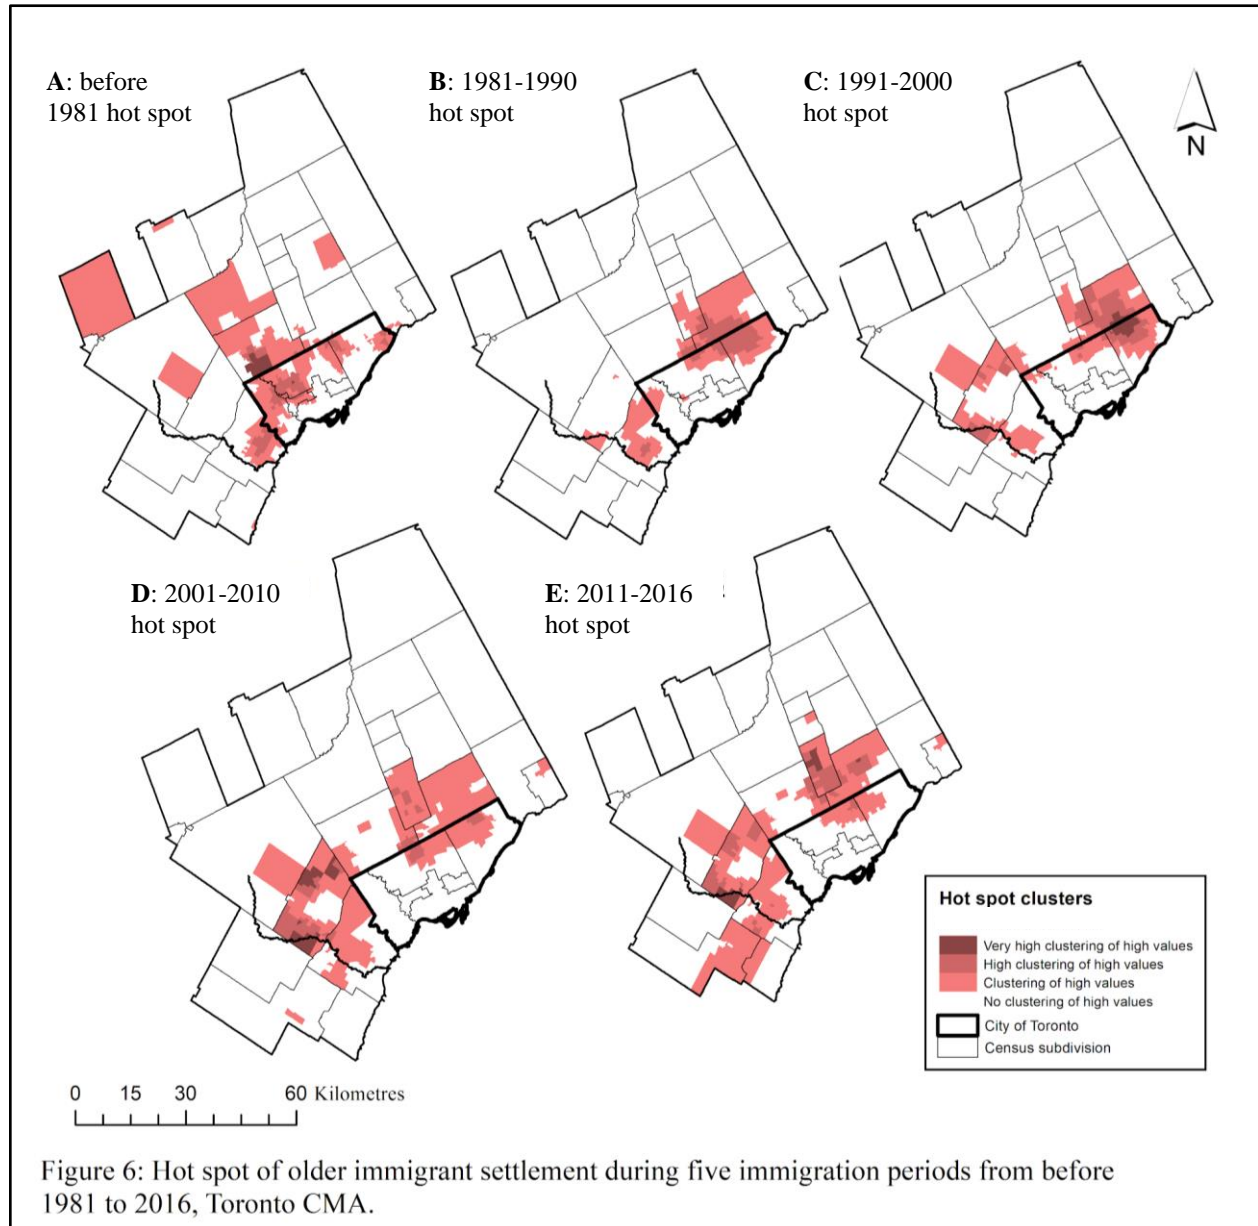 A: before
1981 hot spot
B: 1981-1990
hot spot
C: 1991-2000
hot spot
N
D: 2001-2010
hot spot
E: 2011-2016
hot spot
Hot spot clusters
Very high clustering of high values
High clustering of high values
Clustering of high values
No clustering of high values
City of Toronto
Census subdivision
0 15 30 60 Kilometres
Figure 6: Hot spot of older immigrant settlement during five immigration periods from before
1981 to 2016, Toronto CMA.